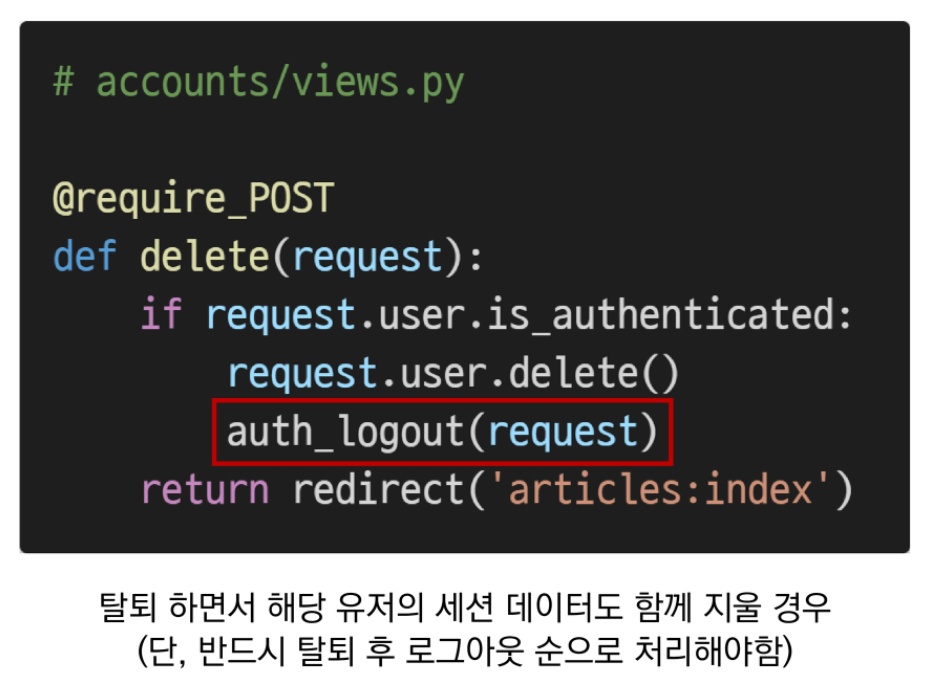 # accounts/views.py
@require_POST
def delete(request):
    if request.user.is_authenticated:
        request.user.delete()
        auth_logout(request)
    return redirect('articles:index')
탈퇴 하면서 해당 유저의 세션 데이터도 함께 지울 경우
(단, 반드시 탈퇴 후 로그아웃 순으로 처리해야함)